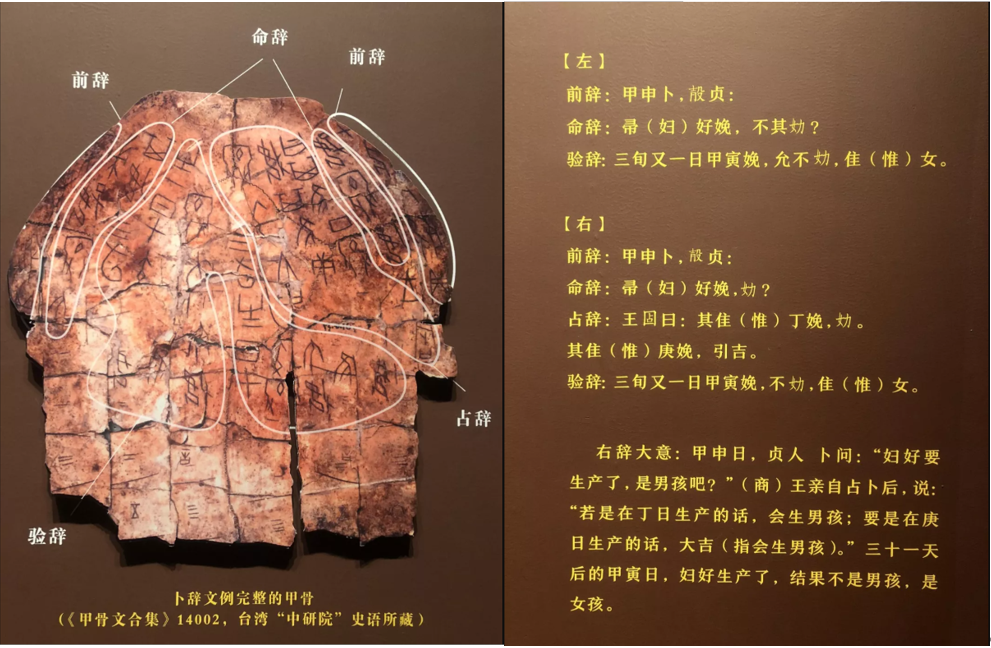 命辞
前辞
前辞
占辞
验辞
卜辞文例完整的甲骨
(《甲骨文合集》14002，台湾“中研院”史语所藏)
【左】
前辞：甲申卜，㱿贞：
命辞：帚（妇）好娩，不其㚸？
验辞：三旬又一日甲寅娩，允不㚸，隹（惟）女。
【右】
前辞：甲申卜，㱿贞：
命辞：帚（妇）好娩，㚸？
占辞：王固曰：其隹（惟）丁娩，㚸。
其隹（惟）庚娩，引吉。
验辞：三旬又一日甲寅娩，不㚸，隹（惟）女。
右辞大意：甲申日，贞人 卜问：“妇好要
生产了，是男孩吧？”（商）王亲自占卜后，说：
“若是在丁日生产的话，会生男孩；要是在庚
日生产的话，大吉（指会生男孩）。”三十一天
后的甲寅日，妇好生产了，结果不是男孩，是
女孩。